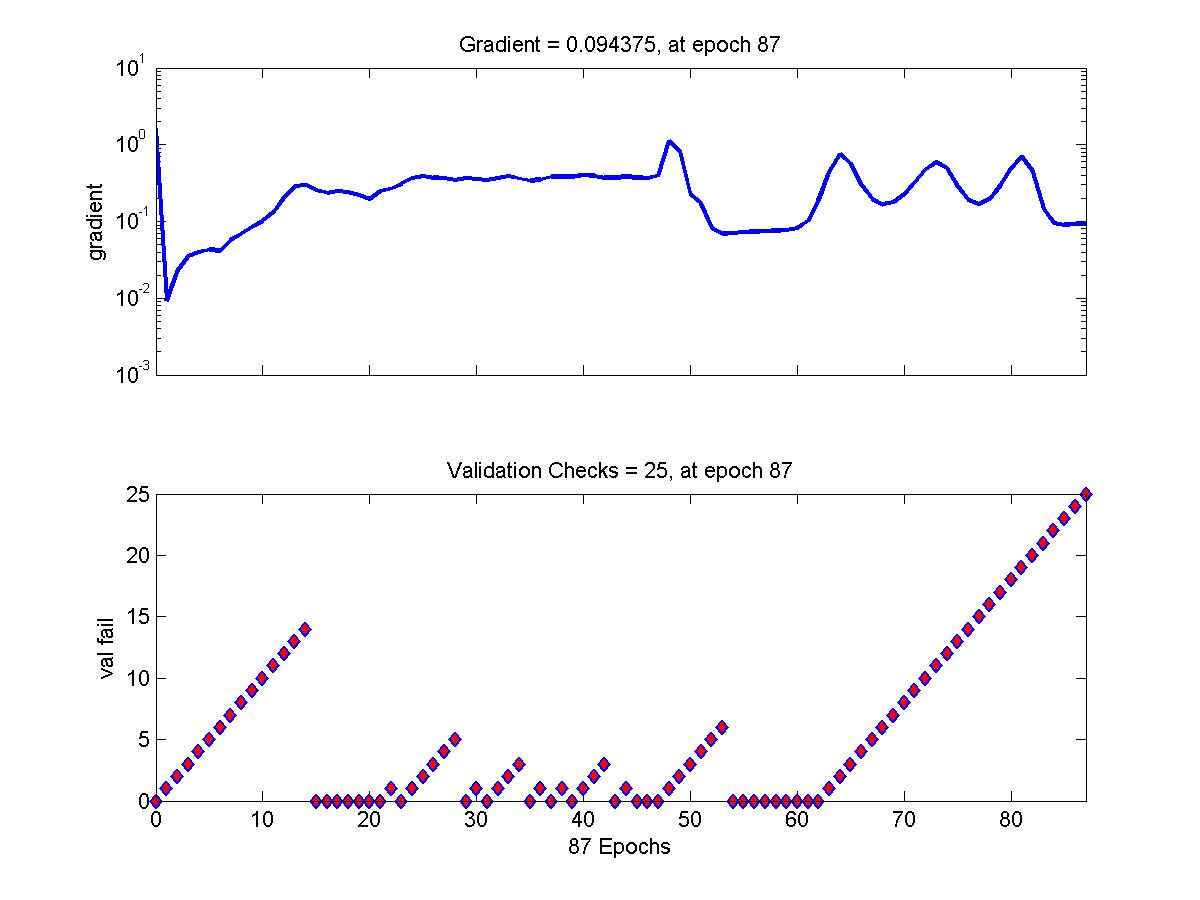 Gradient = 0.094375, at epoch 87
10^1
10^0
10^-1
10^-2
10^-3
gradient
Validation Checks = 25, at epoch 87
25
20
15
10
5
0
val fail
0 10 20 30 40 50 60 70 80
87 Epochs